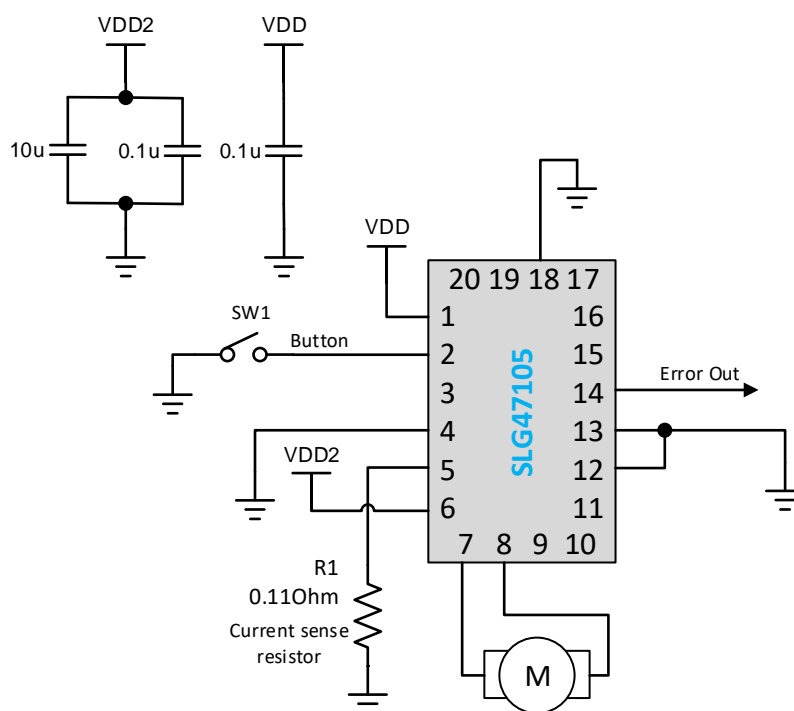 VDD2
VDD
10u
0.1u
0.1u
VDD
20 19 18 17
1
16
SW1
Button
2
15
3
14
Error Out
4
13
VDD2
5
12
6
11
SLG47105
7 8 9 10
R1
0.11Ohm
Current sense
resistor
M